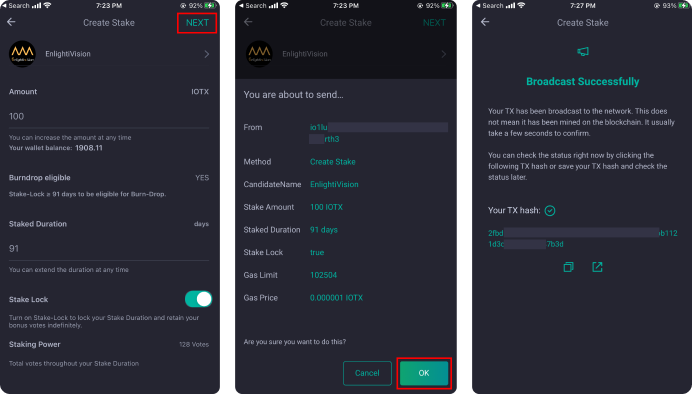 Search 7:23 PM 92%
Create Stake NEXT
EnlightiVision
Amount IOTX
100
You can increase the amount at any time
Your wallet balance: 1908.11
Burndrop eligible YES
Stake-Lock ≥ 91 days to be eligible for Burn-Drop.
Staked Duration days
91
You can extend the duration at any time
Stake Lock
Turn on Stake-Lock to lock your Stake Duration and retain your
bonus votes indefinitely.
Staking Power 128 Votes
Total votes throughout your Stake Duration
Search 7:23 PM 92%
Create Stake NEXT
EnlightiVision
You are about to send...
From io1lu
rth3
Method Create Stake
CandidateName EnlightiVision
Stake Amount 100 IOTX
Staked Duration 91 days
Stake Lock true
Gas Limit 102504
Gas Price 0.000001 IOTX
Are you sure you want to do this?
Cancel OK
Search 7:27 PM 93%
Create Stake
Broadcast Successfully
Your TX has been broadcast to the network. This does
not mean it has been mined on the blockchain. It usually
take a few seconds to confirm.
You can check the status right now by clicking the
following TX hash or save your TX hash and check the
status later.
Your TX hash:
2fbd b112
1d3c 7b3d